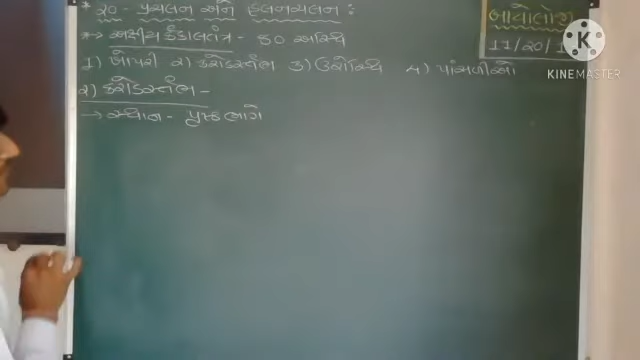 * ૨૦- પ્રચલન અને હલનચલન :
*→ અક્ષીય કંકાલતંત્ર - ૮૦ અસ્થિ
૧) ખોપરી ૨) કરોડસ્તંભ ૩) ઉરોસ્થિ ૪) પાંસળીઓ
૨) કરોડસ્તંભ -
→ સ્થાન - પૃષ્ઠ ભાગે
બાયોલોજી
11/20/
KINEMASTER